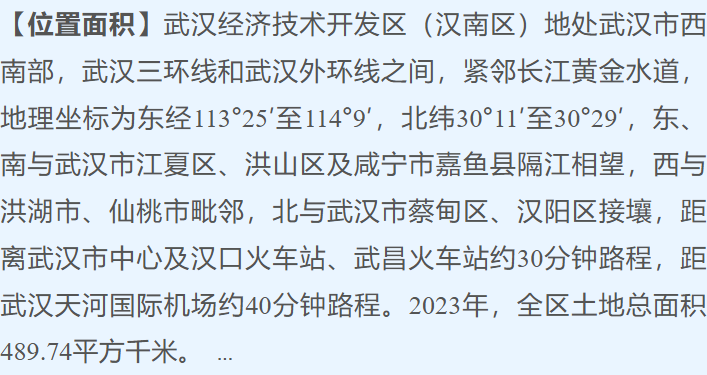 【位置面积】武汉经济技术开发区（汉南区）地处武汉市西
南部，武汉三环线和武汉外环线之间，紧邻长江黄金水道，
地理坐标为东经113°25′至114°9′，北纬30°11′至30°29′，东、
南与武汉市江夏区、洪山区及咸宁市嘉鱼县隔江相望，西与
洪湖市、仙桃市毗邻，北与武汉市蔡甸区、汉阳区接壤，距
离武汉市中心及汉口火车站、武昌火车站约30分钟路程，距
武汉天河国际机场约40分钟路程。2023年，全区土地总面积
489.74平方千米。 ...